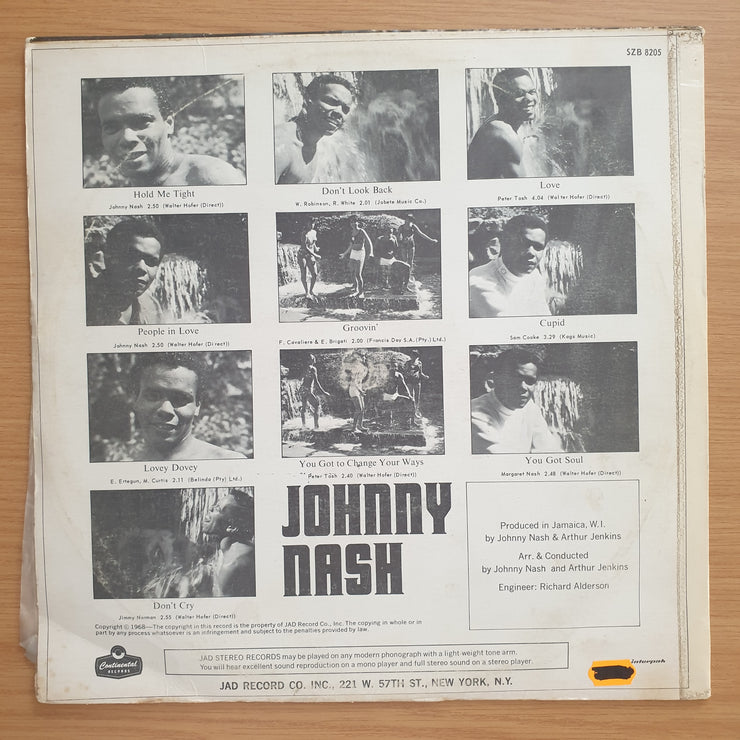 SZB 8205
Hold Me Tight
Johnny Nash 2.50 (Walter Hofer (Direct))
Don't Look Back
W. Robinson, R. White 2.01 (Jobete Music Co.)
Love
Peter Tosh 4.04 (Walter Hofer (Direct))
People in Love
Johnny Nash 2.50 (Walter Hofer (Direct))
Groovin'
F. Cavaliere & E. Brigati 2.00 (Francis Day S.A. (Pty.) Ltd.)
Cupid
Sam Cooke 3.29 (Kags Music)
Lovey Dovey
E. Ertegun, M. Curtis 2.11 (Belinda (Pty) Ltd.)
You Got to Change Your Ways
Peter Tosh 2.40 (Walter Hofer (Direct))
You Got Soul
Margaret Nash 2.48 (Walter Hofer (Direct))
Don't Cry
Jimmy Norman 2.55 (Walter Hofer (Direct))
JOHNNY
NASH
Produced in Jamaica, W.I.
by Johnny Nash & Arthur Jenkins
Arr. & Conducted
by Johnny Nash and Arthur Jenkins
Engineer: Richard Alderson
Copyright © 1968—The copyright in this record is the property of JAD Record Co., Inc. The copying in whole or in
part by any process whatsoever is an infringement and subject to the penalties provided by law.
Continental
RECORDS
JAD STEREO RECORDS may be played on any modern phonograph with a light weight tone arm.
You will hear excellent sound reproduction on a mono player and full stereo sound on a stereo player.
interpak
JAD RECORD CO. INC., 221 W. 57TH ST., NEW YORK, N.Y.